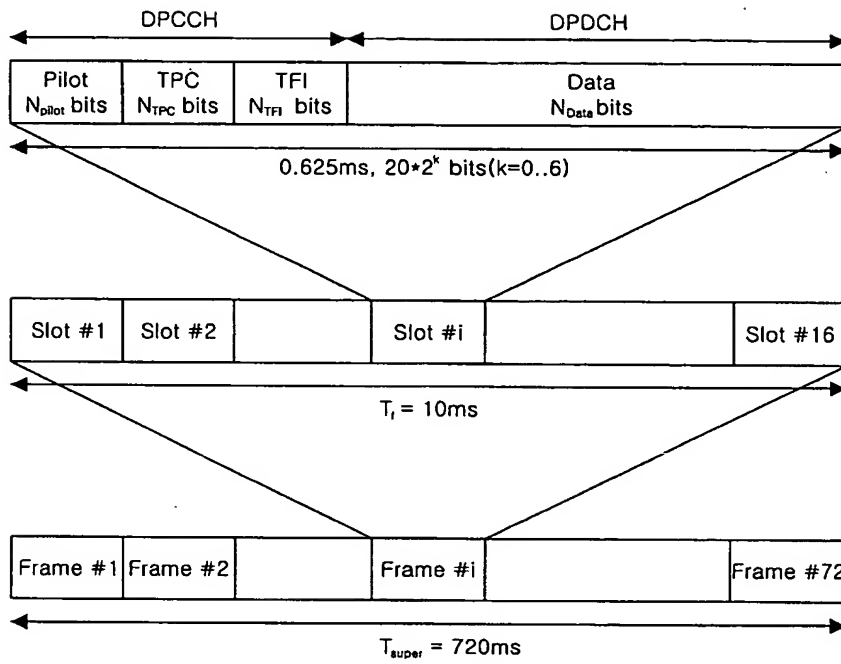 DPCCH DPDCH
Pilot TPC TFI Data
N_pilot bits N_TPC bits N_TFI bits N_Data bits
0.625ms, 20*2^k bits(k=0..6)
Slot #1 Slot #2 Slot #i Slot #16
T_f = 10ms
Frame #1 Frame #2 Frame #i Frame #72
T_super = 720ms